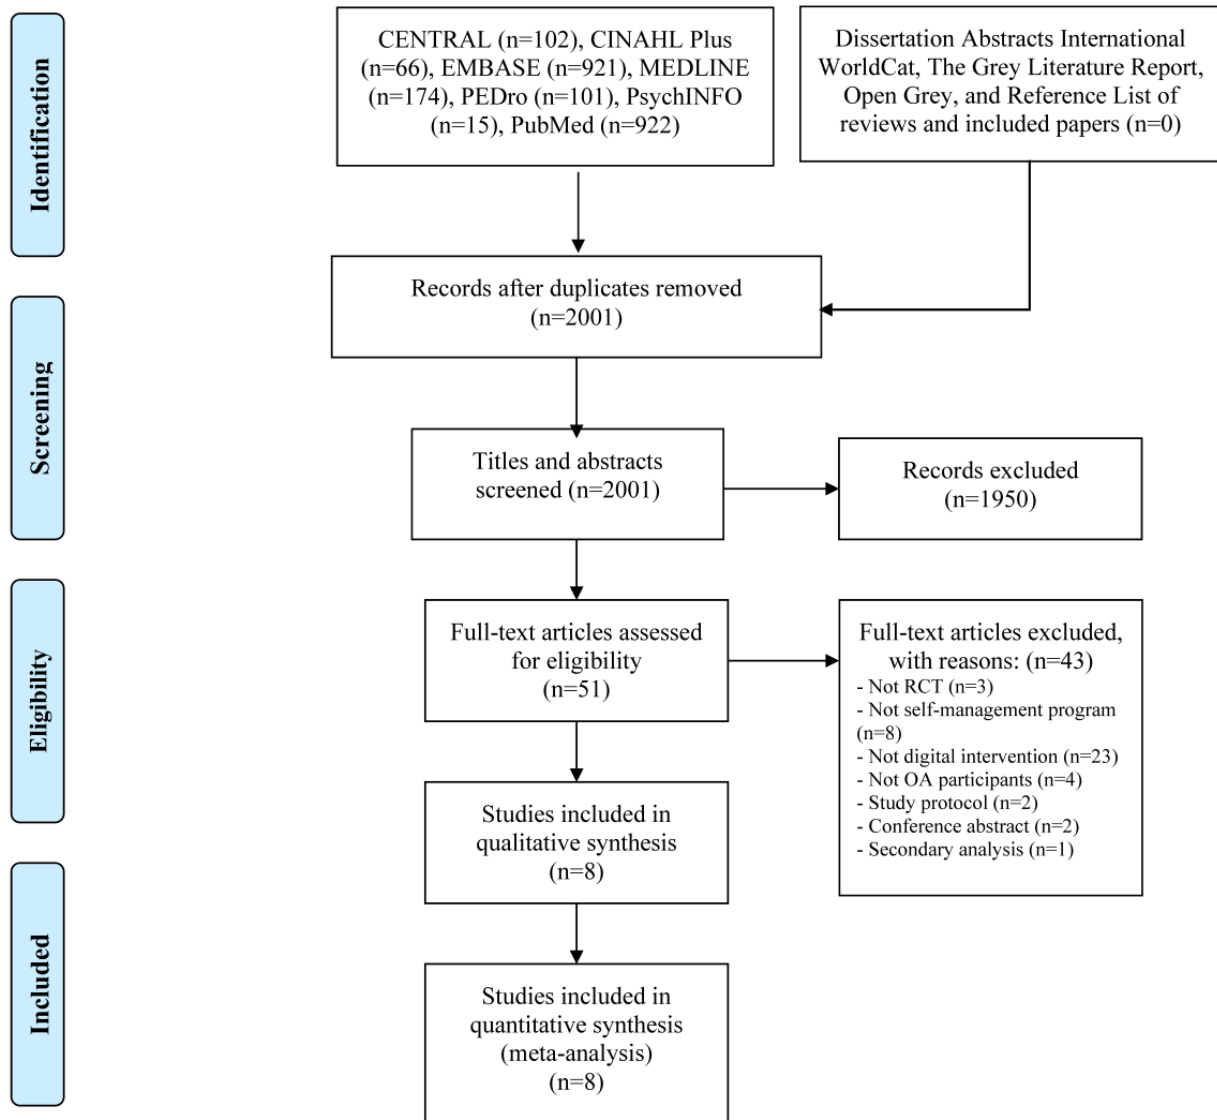 Identification
CENTRAL (n=102), CINAHL Plus
(n=66), EMBASE (n=921), MEDLINE
(n=174), PEDro (n=101), PsychINFO
(n=15), PubMed (n=922)
Dissertation Abstracts International
WorldCat, The Grey Literature Report,
Open Grey, and Reference List of
reviews and included papers (n=0)
Records after duplicates removed
(n=2001)
Screening
Titles and abstracts
screened (n=2001)
Records excluded
(n=1950)
Eligibility
Full-text articles assessed
for eligibility
(n=51)
Full-text articles excluded,
with reasons: (n=43)
- Not RCT (n=3)
- Not self-management program
(n=8)
- Not digital intervention (n=23)
- Not OA participants (n=4)
- Study protocol (n=2)
- Conference abstract (n=2)
- Secondary analysis (n=1)
Studies included in
qualitative synthesis
(n=8)
Included
Studies included in
quantitative synthesis
(meta-analysis)
(n=8)